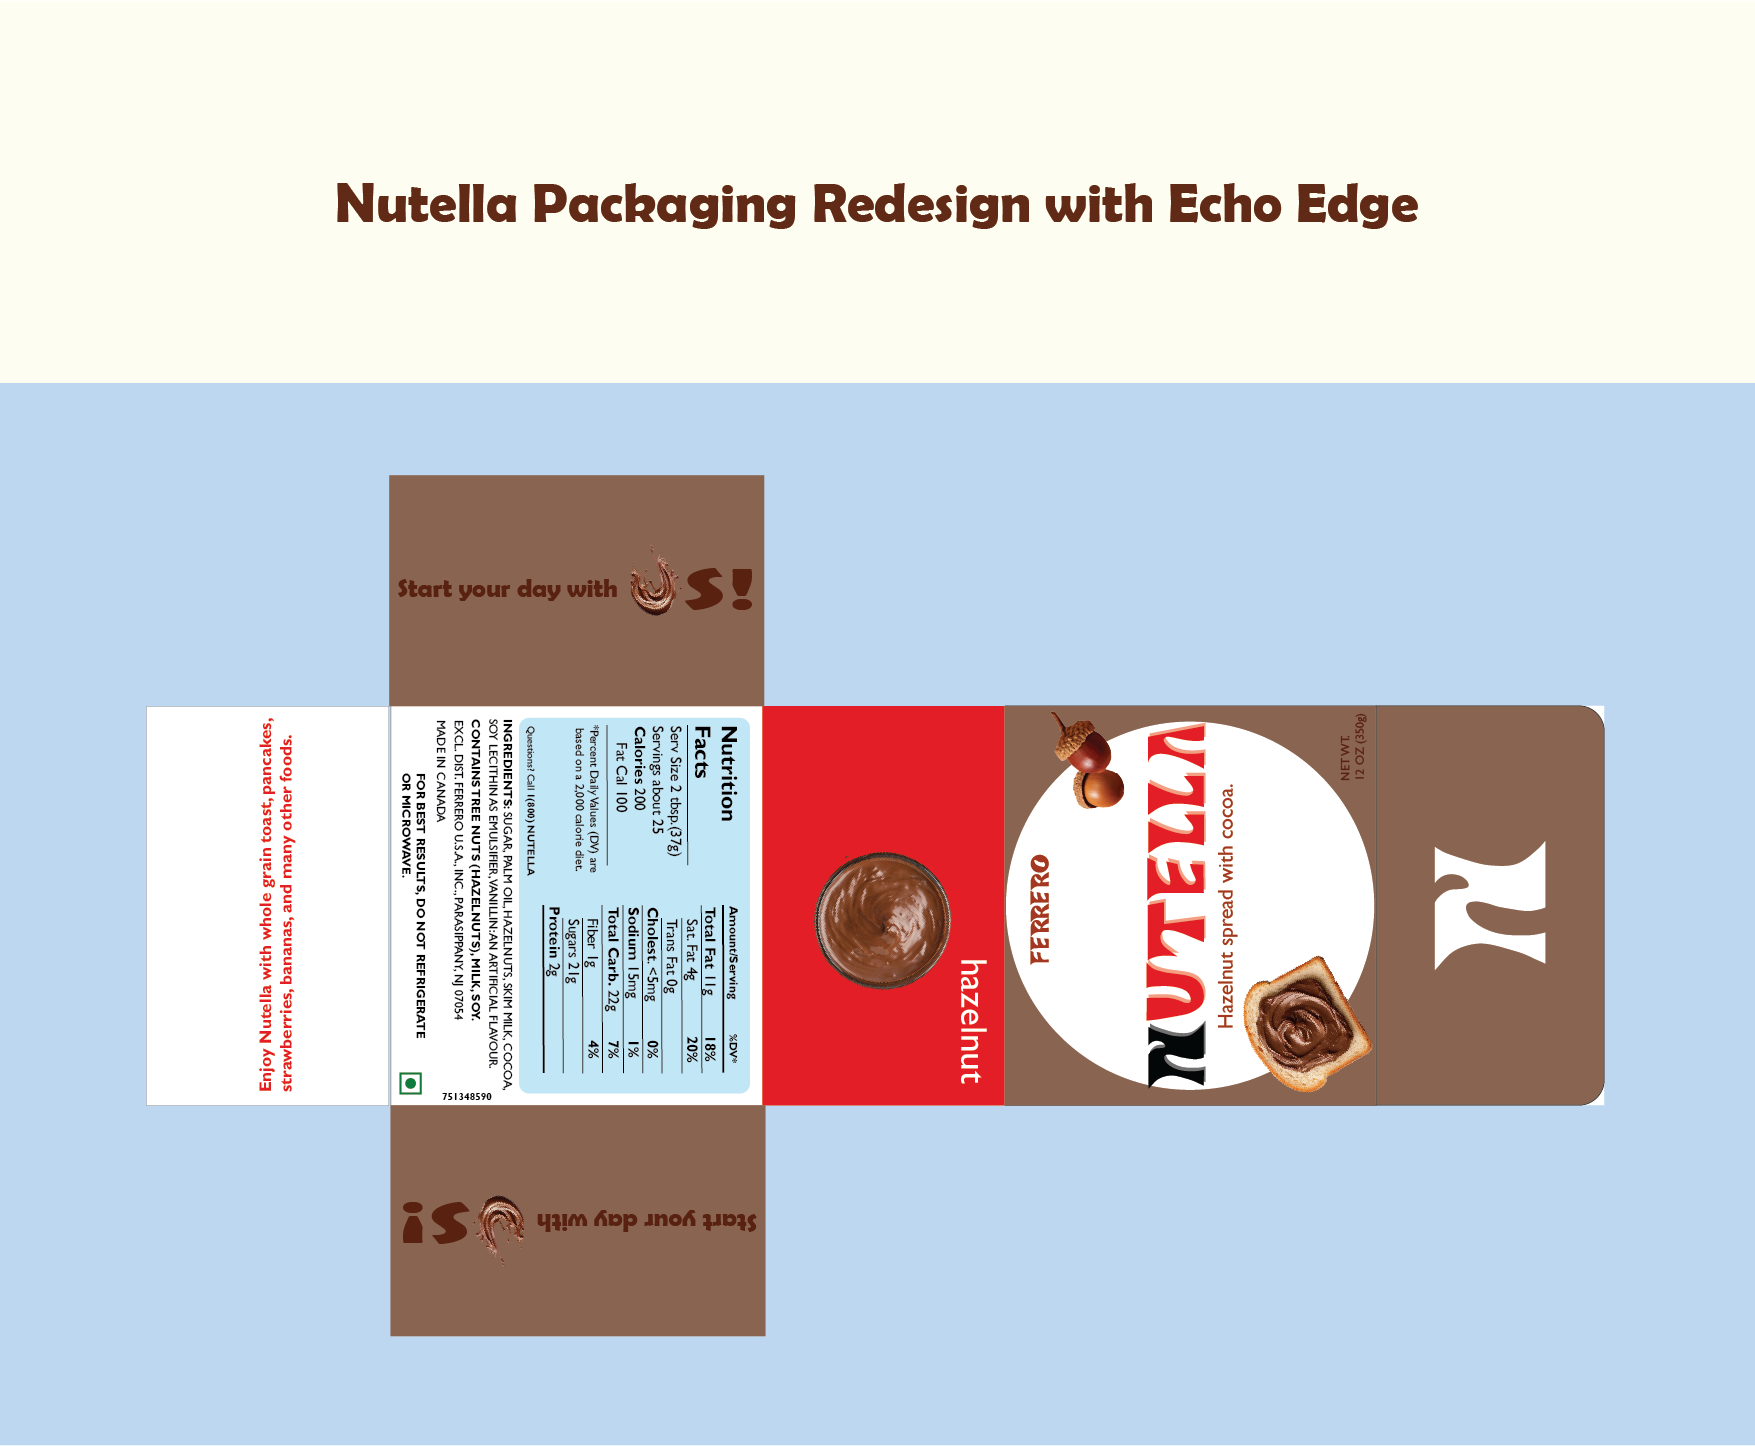 Nutella Packaging Redesign with Echo Edge
Start your day with US!
Enjoy Nutella with whole grain toast, pancakes,
strawberries, bananas, and many other foods.
Nutrition
Facts
Serv Size 2 tbsp.(37g)
Servings about 25
Calories 200
Fat Cal 100
*Percent Daily Values (DV) are
based on a 2,000 calorie diet.
Amount/Serving %DV*
Total Fat 11g 18%
Sat. Fat 4g 20%
Trans Fat 0g
Cholest. <5mg 0%
Sodium 15mg 1%
Total Carb. 22g 7%
Fiber 1g 4%
Sugars 21g
Protein 2g
Questions? Call 1(800) NUTELLA
INGREDIENTS: SUGAR, PALM OIL, HAZELNUTS, SKIM MILK, COCOA,
SOY LECITHIN AS EMULSIFIER, VANILLIN: AN ARTIFICIAL FLAVOUR.
CONTAINS TREE NUTS (HAZELNUTS), MILK, SOY.
EXCL. DIST. FERRERO U.S.A., INC., PARASIPPANY, NJ 07054
MADE IN CANADA
FOR BEST RESULTS, DO NOT REFRIGERATE
OR MICROWAVE.
751348590
hazelnut
FERRERO
nUTELLA
Hazelnut spread with cocoa.
NET WT.
12 OZ (350g)
n
Start your day with US!